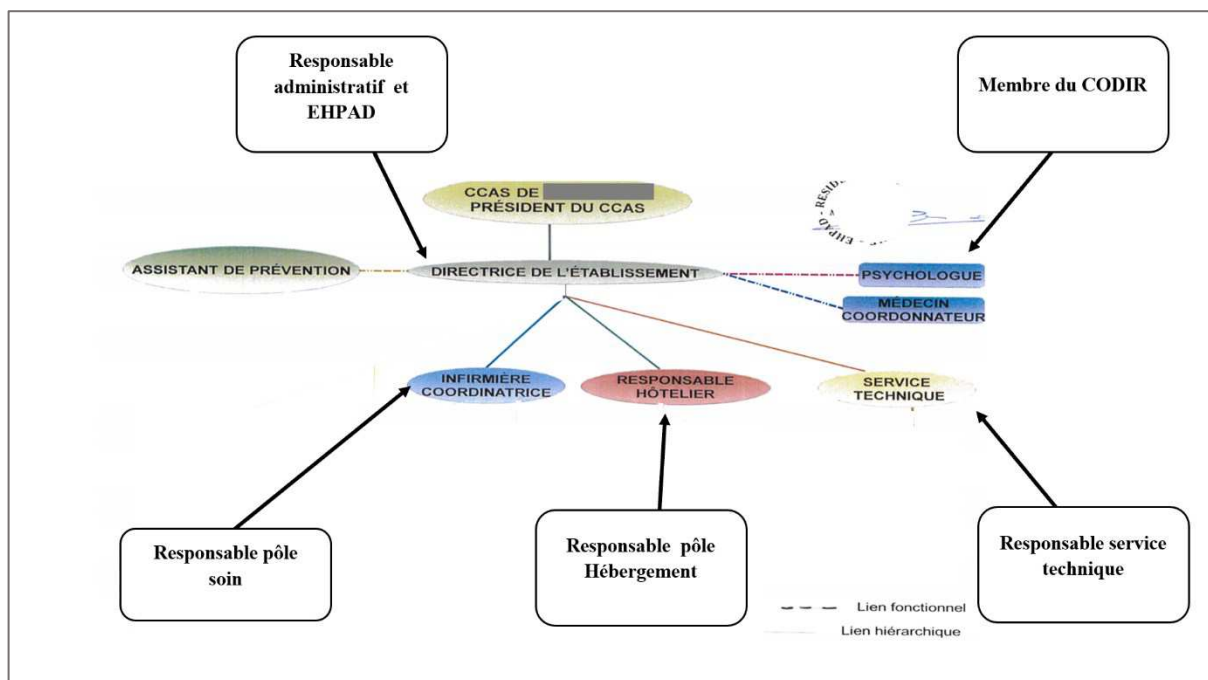 Responsable
administratif et
EHPAD
Membre du CODIR
CCAS DE
PRÉSIDENT DU CCAS
EHPAD - RESIDE
ASSISTANT DE PRÉVENTION
DIRECTRICE DE L'ÉTABLISSEMENT
PSYCHOLOGUE
MÉDECIN
COORDONNATEUR
INFIRMIÈRE
COORDINATRICE
RESPONSABLE
HÔTELIER
SERVICE
TECHNIQUE
Responsable pôle
soin
Responsable pôle
Hébergement
Responsable service
technique
Lien fonctionnel
Lien hiérarchique